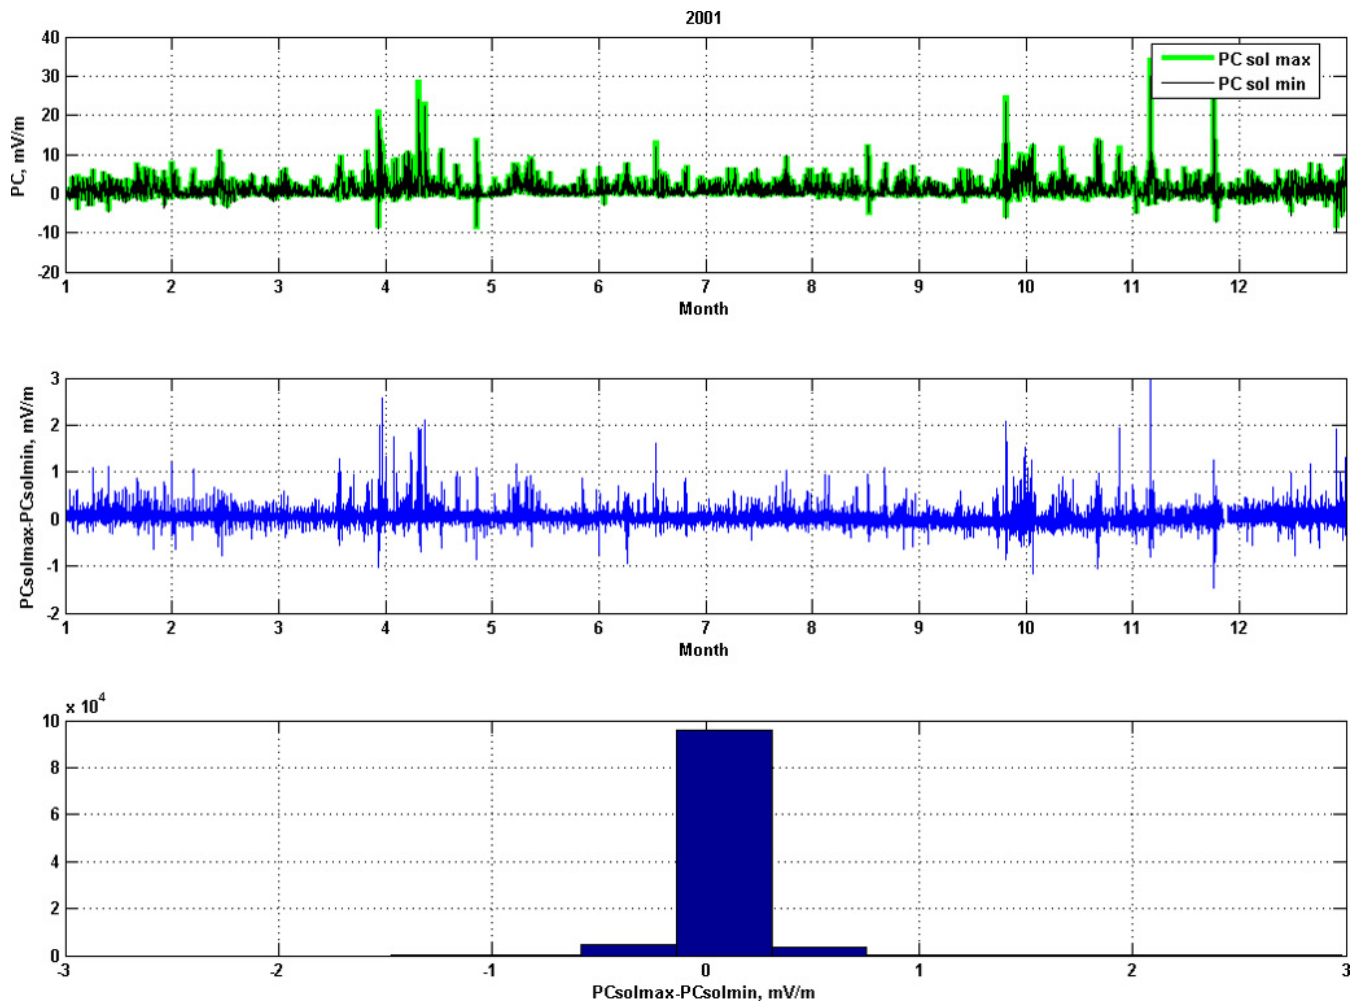 2001
PC, mV/m
40
30
20
10
0
-10
-20
PC sol max
PC sol min
1 2 3 4 5 6 7 8 9 10 11 12
Month
PCsolmax-PCsolmin, mV/m
3
2
1
0
-1
-2
1 2 3 4 5 6 7 8 9 10 11 12
Month
x 10^4
10
8
6
4
2
0
-3 -2 -1 0 1 2 3
PCsolmax-PCsolmin, mV/m